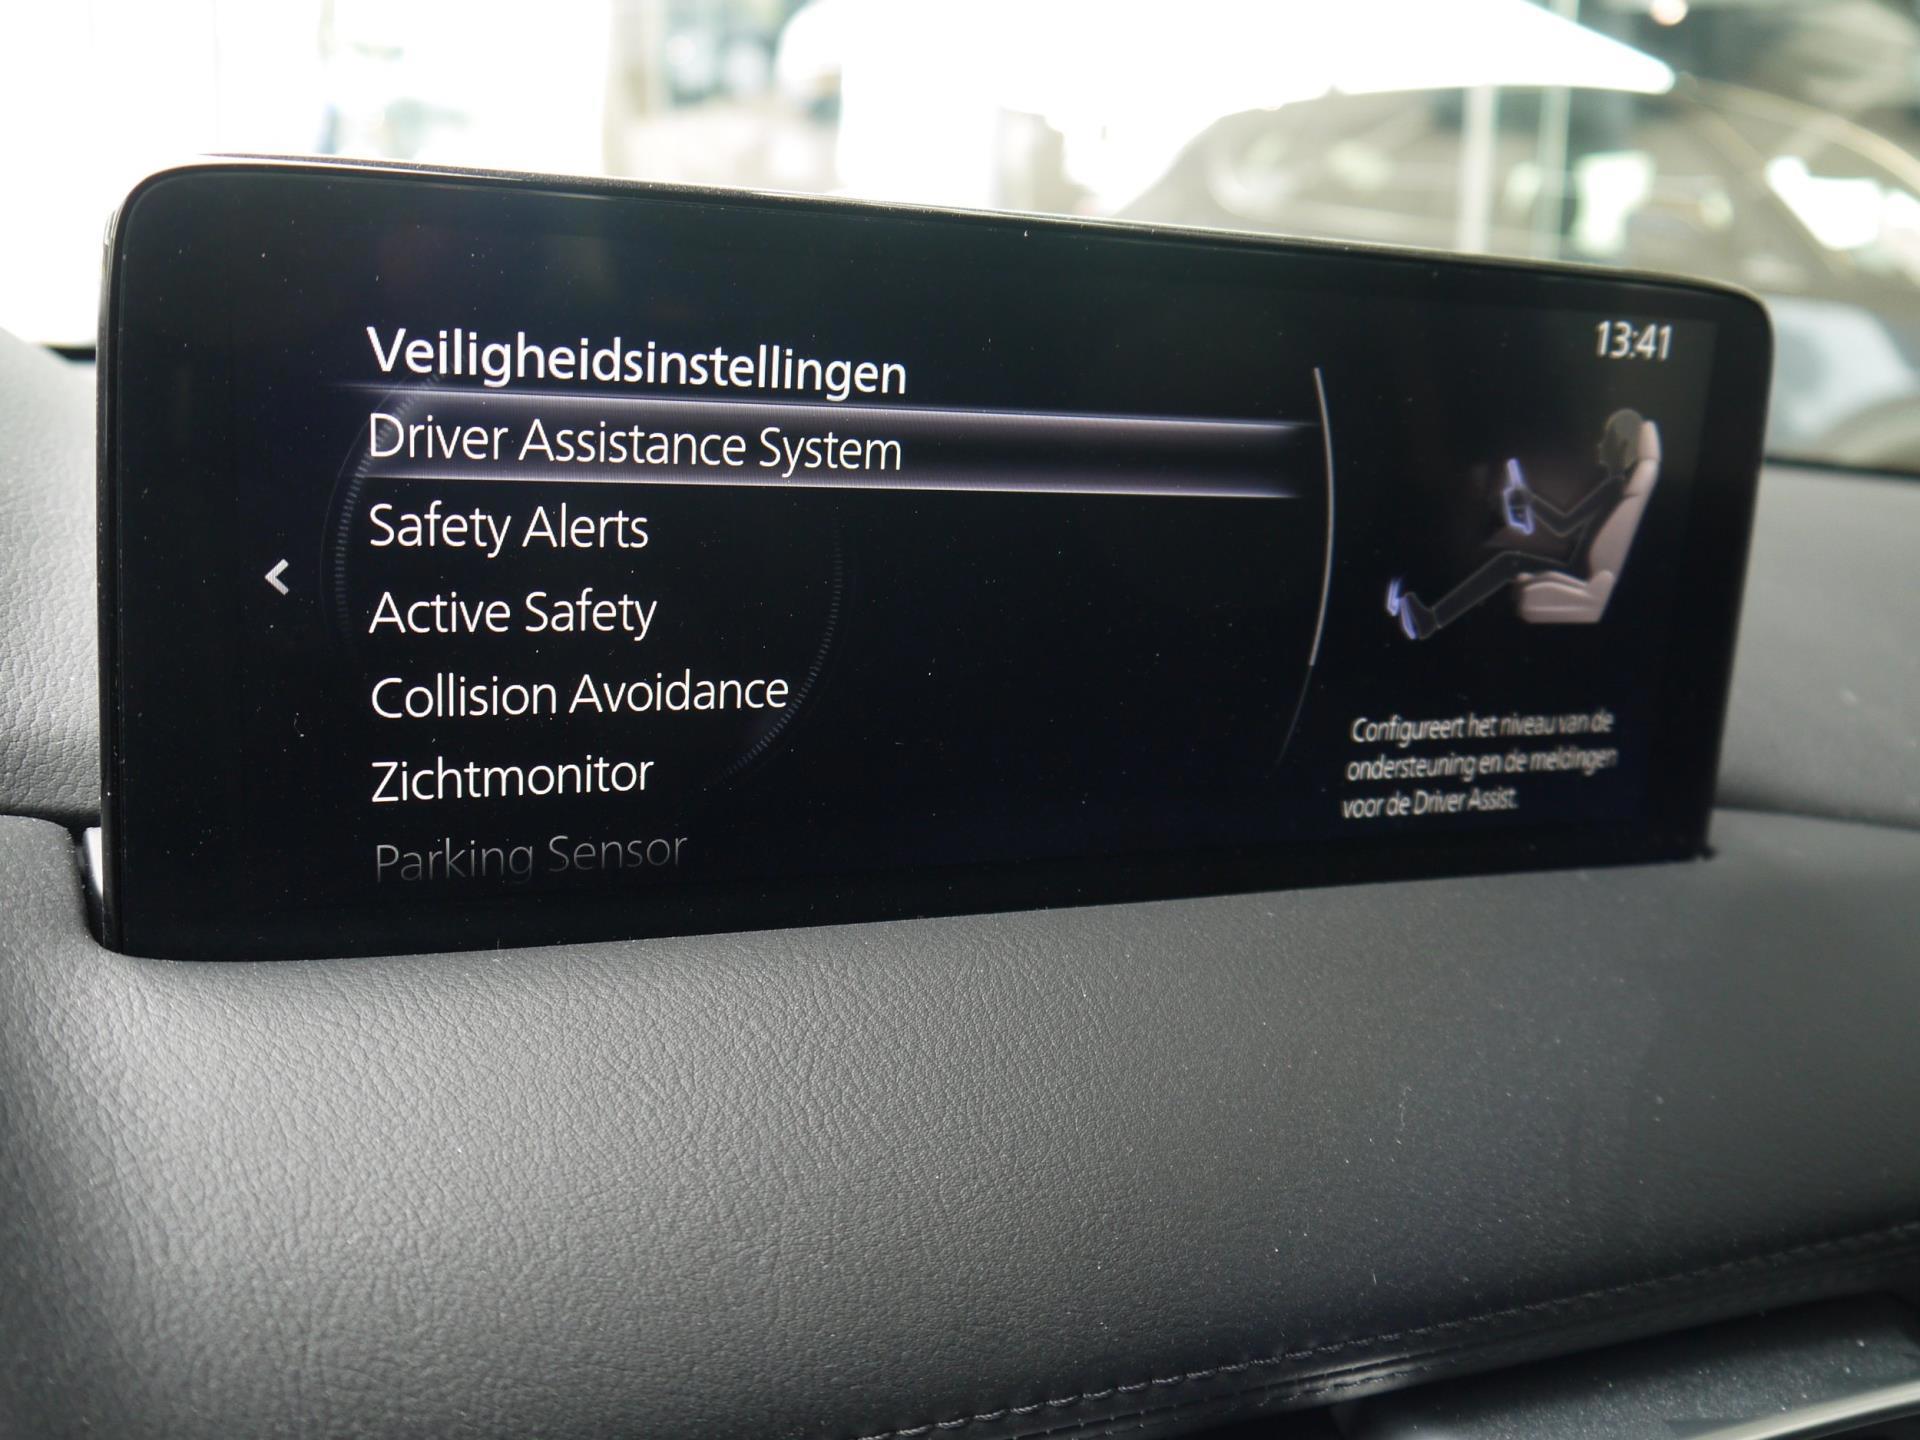 13:41
Veiligheidsinstellingen
Driver Assistance System
Safety Alerts
Active Safety
Collision Avoidance
Zichtmonitor
Parking Sensor
Configureert het niveau van de
ondersteuning en de meldingen
voor de Driver Assist.